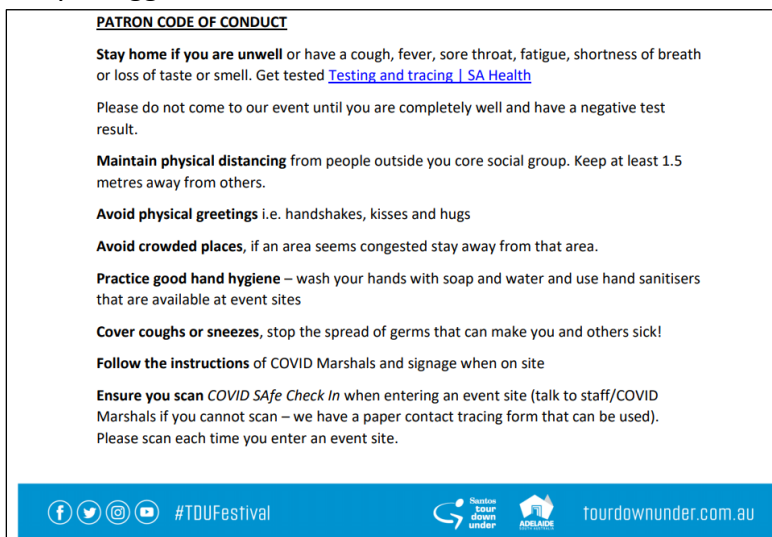 PATRON CODE OF CONDUCT
Stay home if you are unwell or have a cough, fever, sore throat, fatigue, shortness of breath
or loss of taste or smell. Get tested Testing and tracing | SA Health
Please do not come to our event until you are completely well and have a negative test
result.
Maintain physical distancing from people outside you core social group. Keep at least 1.5
metres away from others.
Avoid physical greetings i.e. handshakes, kisses and hugs
Avoid crowded places, if an area seems congested stay away from that area.
Practice good hand hygiene – wash your hands with soap and water and use hand sanitisers
that are available at event sites
Cover coughs or sneezes, stop the spread of germs that can make you and others sick!
Follow the instructions of COVID Marshals and signage when on site
Ensure you scan COVID SAfe Check In when entering an event site (talk to staff/COVID
Marshals if you cannot scan – we have a paper contact tracing form that can be used).
Please scan each time you enter an event site.
#TDUFestival
Santos
tour
down
under
ADELAIDE
SOUTH AUSTRALIA
tourdownunder.com.au